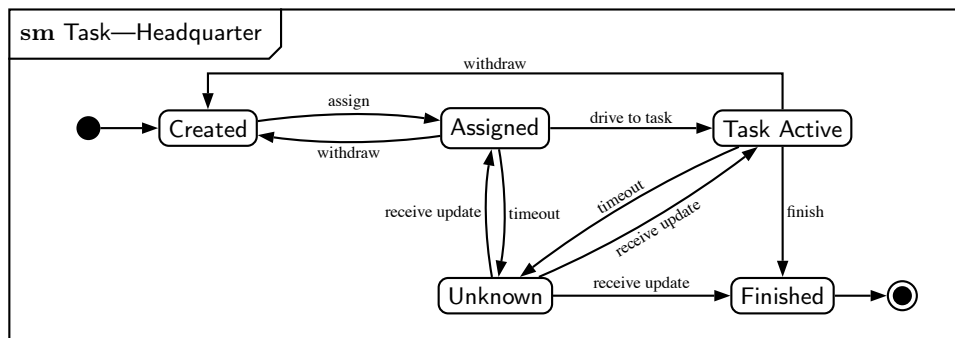 sm Task—Headquarter
withdraw
Created
assign
withdraw
Assigned
drive to task
Task Active
receive update
timeout
timeout
receive update
finish
Unknown
receive update
Finished